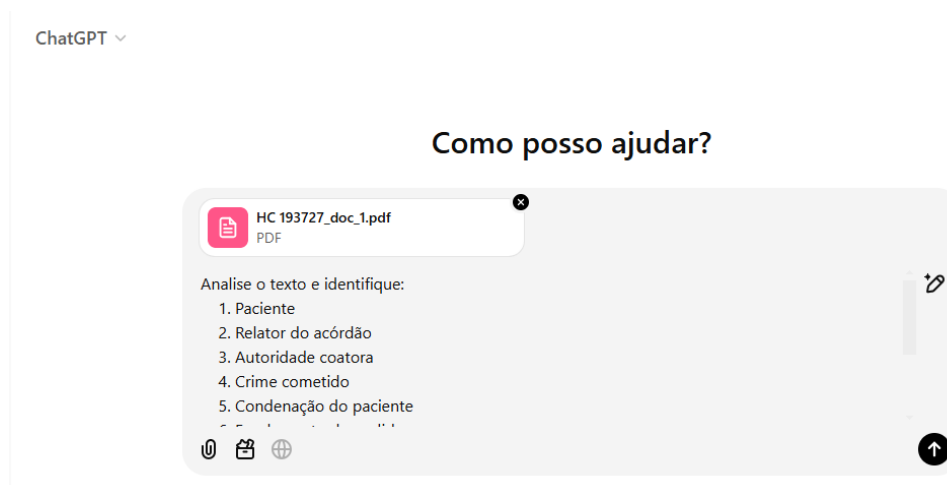 ChatGPT
Como posso ajudar?
HC 193727_doc_1.pdf
PDF
Analise o texto e identifique:
1. Paciente
2. Relator do acórdão
3. Autoridade coatora
4. Crime cometido
5. Condenação do paciente